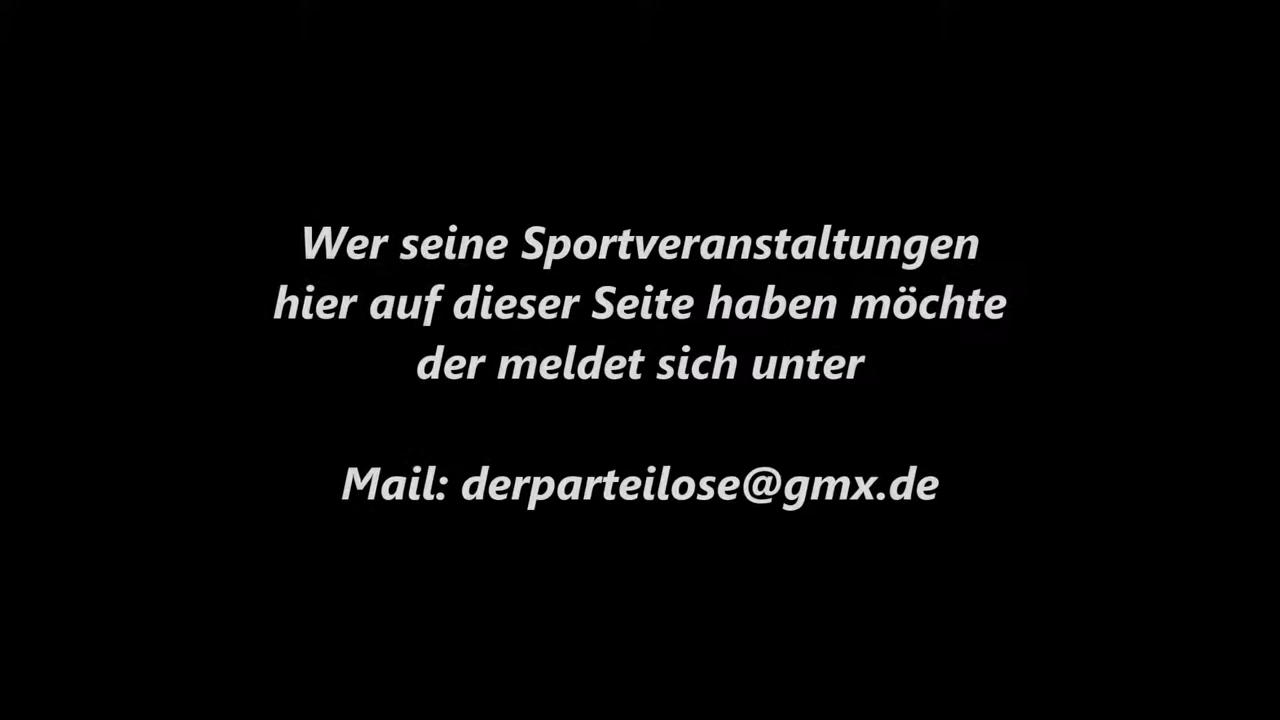 Wer seine Sportveranstaltungen
hier auf dieser Seite haben möchte
der meldet sich unter
Mail: derparteilose@gmx.de